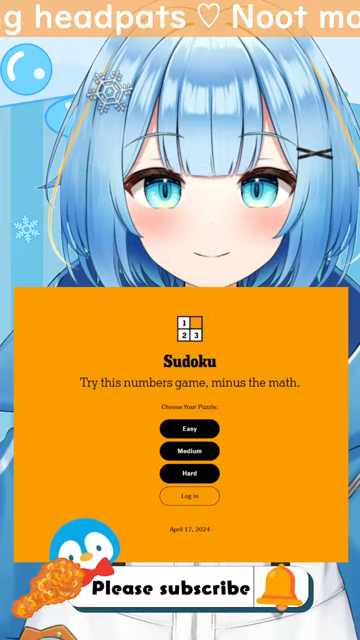 g headpats ♡ Noot mo
1
2 3
Sudoku
Try this numbers game, minus the math.
Choose Your Puzzle:
Easy
Medium
Hard
Log in
April 17, 2024
Please subscribe